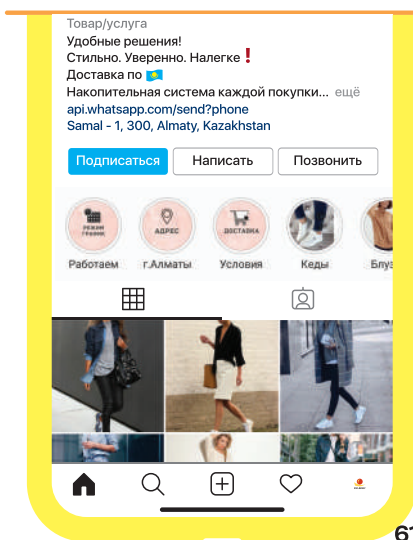 Товар/услуга
Удобные решения!
Стильно. Уверенно. Налегке❗
Доставка по 🇰🇿
Накопительная система каждой покупки... ещё
api.whatsapp.com/send?phone
Samal - 1, 300, Almaty, Kazakhstan
Подписаться Написать Позвонить
РЕЖИМ
ГРАФИК
АДРЕС
ДОСТАВКА
Работаем г.Алматы Условия Кеды Блуз
61